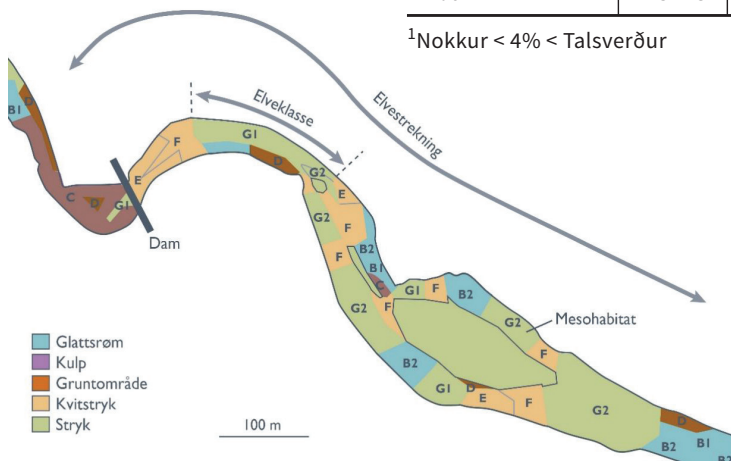 ¹Nokkur < 4% < Talsverður
Elveklasse
Elvestrekning
B1
D
C
D
G1
E
F
Dam
G1
D
G2
E
G2
F
F
B2
B1
C
F
G1
F
B2
G2
Mesohabitat
F
G2
B2
G1
D
E
F
G2
D
B2
B1
B2
Glattsrøm
Kulp
Gruntområde
Kvitstryk
Stryk
100 m